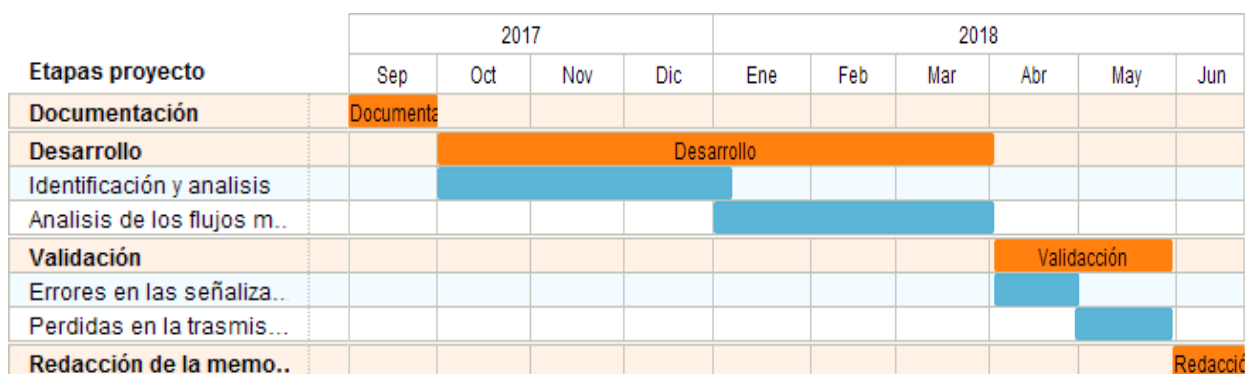 2017 2018
Etapas proyecto Sep Oct Nov Dic Ene Feb Mar Abr May Jun
Documentación Documenta
Desarrollo Desarrollo
Identificación y analisis
Analisis de los flujos m..
Validación Validacción
Errores en las señaliza..
Perdidas en la trasmis...
Redacción de la memo.. Redacció